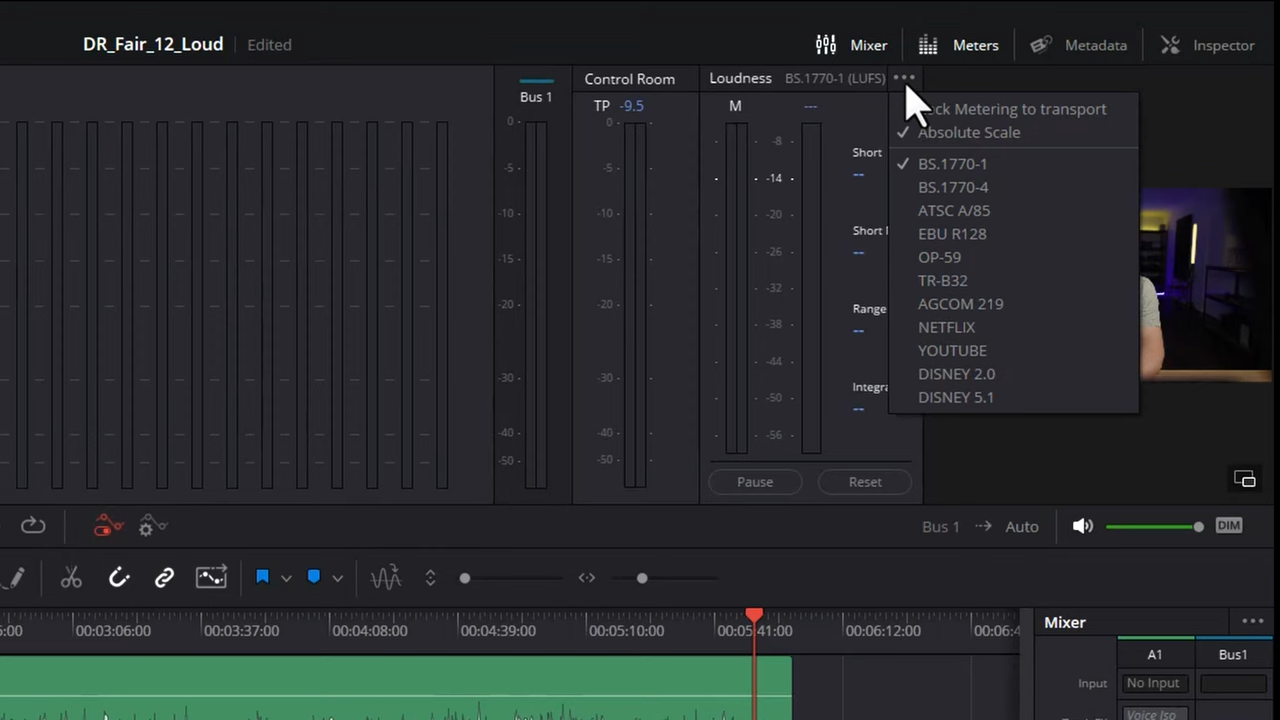 DR_Fair_12_Loud Edited
Mixer Meters Metadata Inspector
Bus 1
Control Room
Loudness BS.1770-1 (LUFS)
TP -9.5
M ---
0
-5
-10
-15
-20
-30
-40
-50
0
-5
-10
-15
-20
-30
-40
-50
-8
-14
-20
-26
-32
-38
-44
-50
-56
Short
--
Short
--
Range
--
--
Pause Reset
Metering to transport
Absolute Scale
BS.1770-1
BS.1770-4
ATSC A/85
EBU R128
OP-59
TR-B32
AGCOM 219
NETFLIX
YOUTUBE
DISNEY 2.0
DISNEY 5.1
Bus 1 Auto DIM
00:03:06:00 00:03:37:00 00:04:08:00 00:04:39:00 00:05:10:00 00:05:41:00 00:06:12:00
Mixer
A1 Bus1
Input No Input
Voice Iso